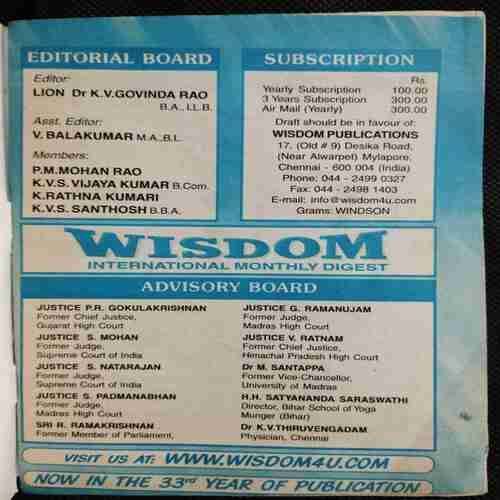 EDITORIAL BOARD
Editor:
LION Dr K.V.GOVINDA RAO
B.A., LL.B.
Asst. Editor:
V. BALAKUMAR M.A.,B.L.
Members:
P.M.MOHAN RAO
K.V.S. VIJAYA KUMAR B.Com.
K.RATHNA KUMARI
K.V.S. SANTHOSH B.B.A.
SUBSCRIPTION
Rs.
Yearly Subscription 100.00
3 Years Subscription 300.00
Air Mail (Yearly) 300.00
Draft should be in favour of:
WISDOM PUBLICATIONS
17, (Old # 9) Desika Road,
(Near Alwarpet) Mylapore,
Chennai - 600 004 (India)
Phone: 044 - 2499 0327
Fax: 044 - 2498 1403
E-mail: info@wisdom4u.com
Grams: WINDSON
WISDOM
INTERNATIONAL MONTHLY DIGEST
ADVISORY BOARD
JUSTICE P.R. GOKULAKRISHNAN
Former Chief Justice,
Gujarat High Court
JUSTICE S. MOHAN
Former Judge,
Supreme Court of India
JUSTICE S. NATARAJAN
Former Judge,
Supreme Court of India
JUSTICE S. PADMANABHAN
Former Judge,
Madras High Court
SRI R. RAMAKRISHNAN
Former Member of Parliament,
JUSTICE G. RAMANUJAM
Former Judge,
Madras High Court
JUSTICE V. RATNAM
Former Chief Justice,
Himachal Pradesh High Court
Dr M. SANTAPPA
Former Vice-Chancellor,
University of Madras
H.H. SATYANANDA SARASWATHI
Director, Bihar School of Yoga
Munger (Bihar)
Dr K.V.THIRUVENGADAM
Physician, Chennai
VISIT US AT: WWW.WISDOM4U.COM
NOW IN THE 33rd YEAR OF PUBLICATION